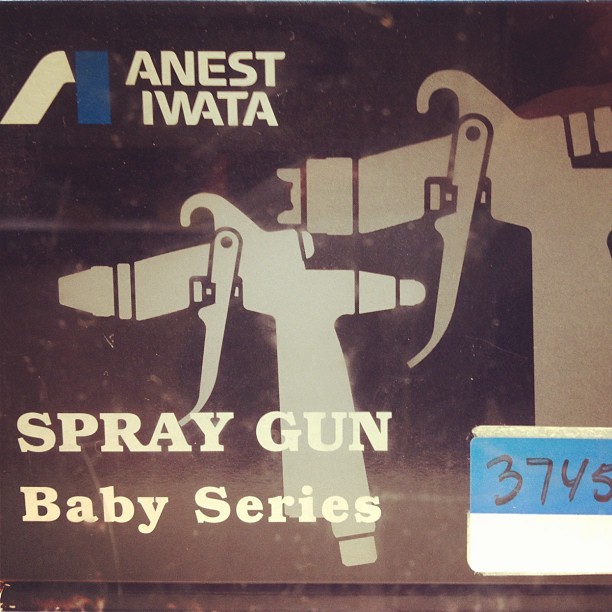 ANEST
IWATA
SPRAY GUN
Baby Series
3745